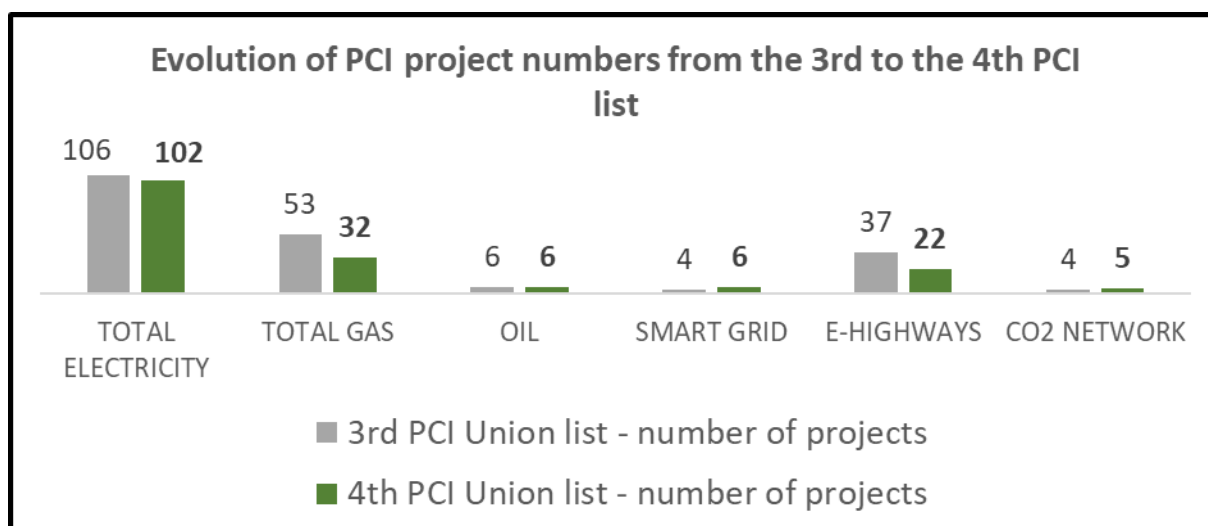 Evolution of PCI project numbers from the 3rd to the 4th PCI
list
106 102
53 32
6 6
4 6
37 22
4 5
TOTAL
ELECTRICITY
TOTAL GAS
OIL
SMART GRID
E-HIGHWAYS
CO2 NETWORK
3rd PCI Union list - number of projects
4th PCI Union list - number of projects